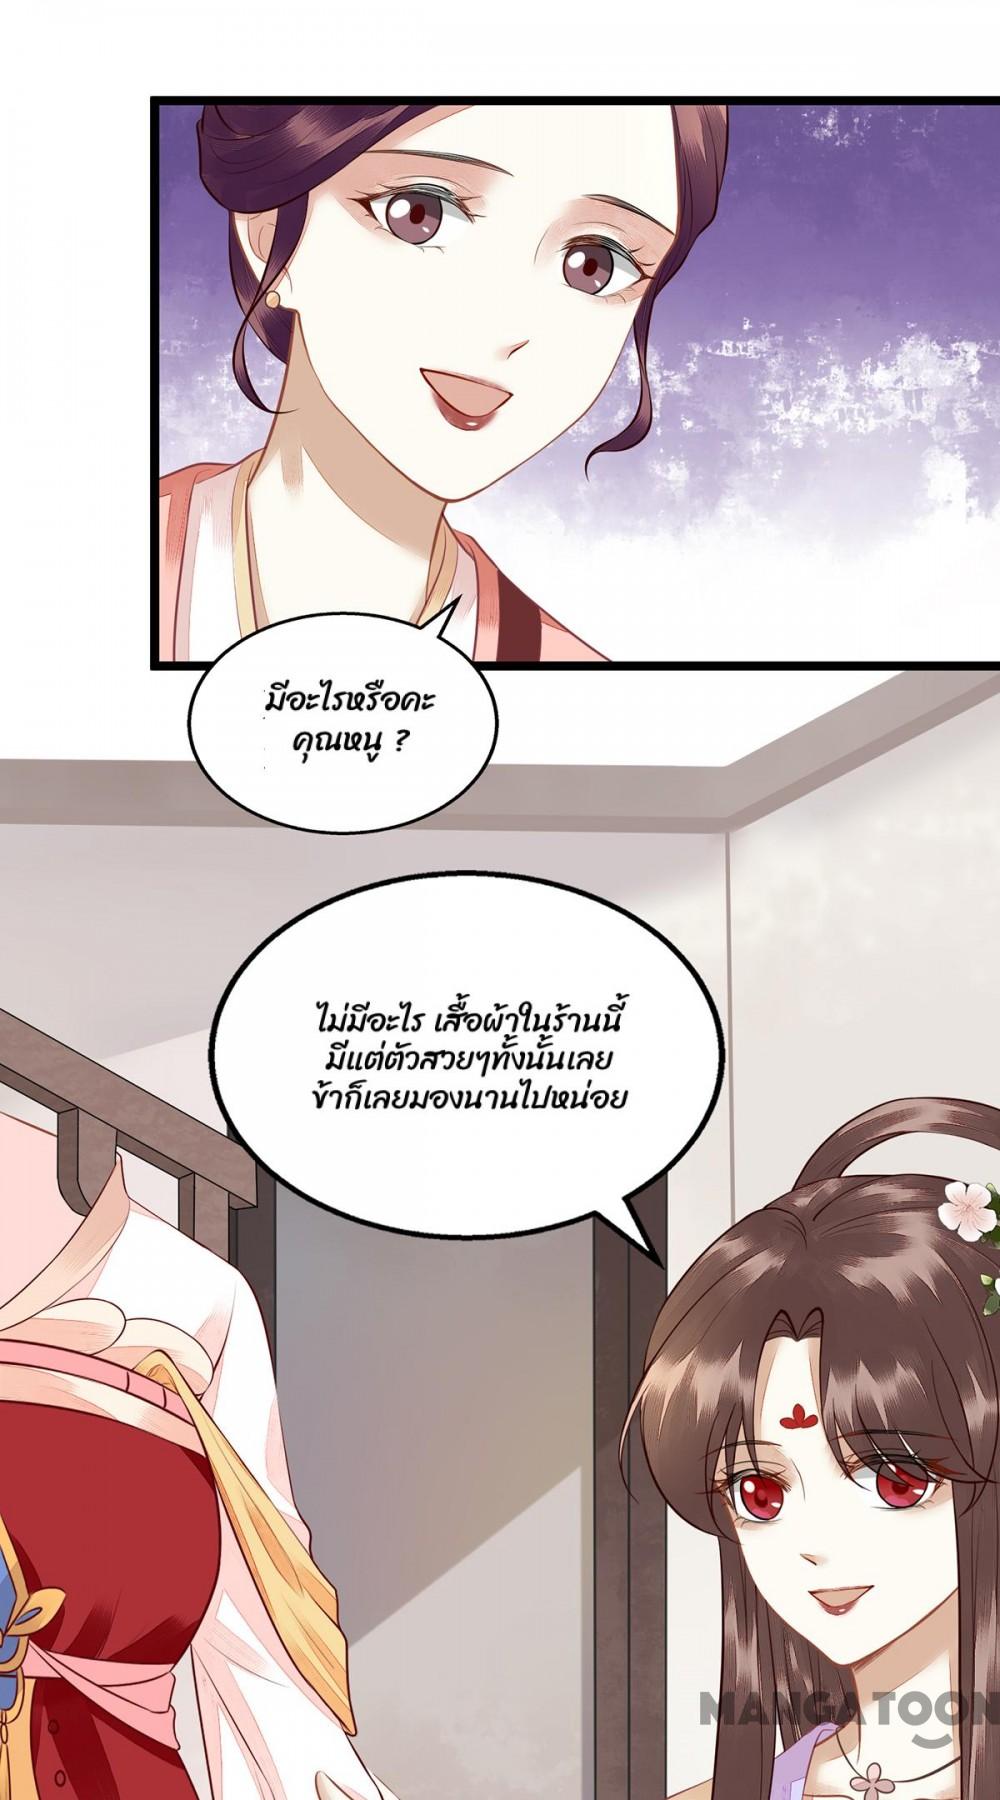 มีอะไรหรือคะ
คุณหนู ?
ไม่มีอะไร เสื้อผ้าในร้านนี้
มีแต่ตัวสวยๆทั้งนั้นเลย
ข้าก็เลยมองนานไปหน่อย
MANGATOON